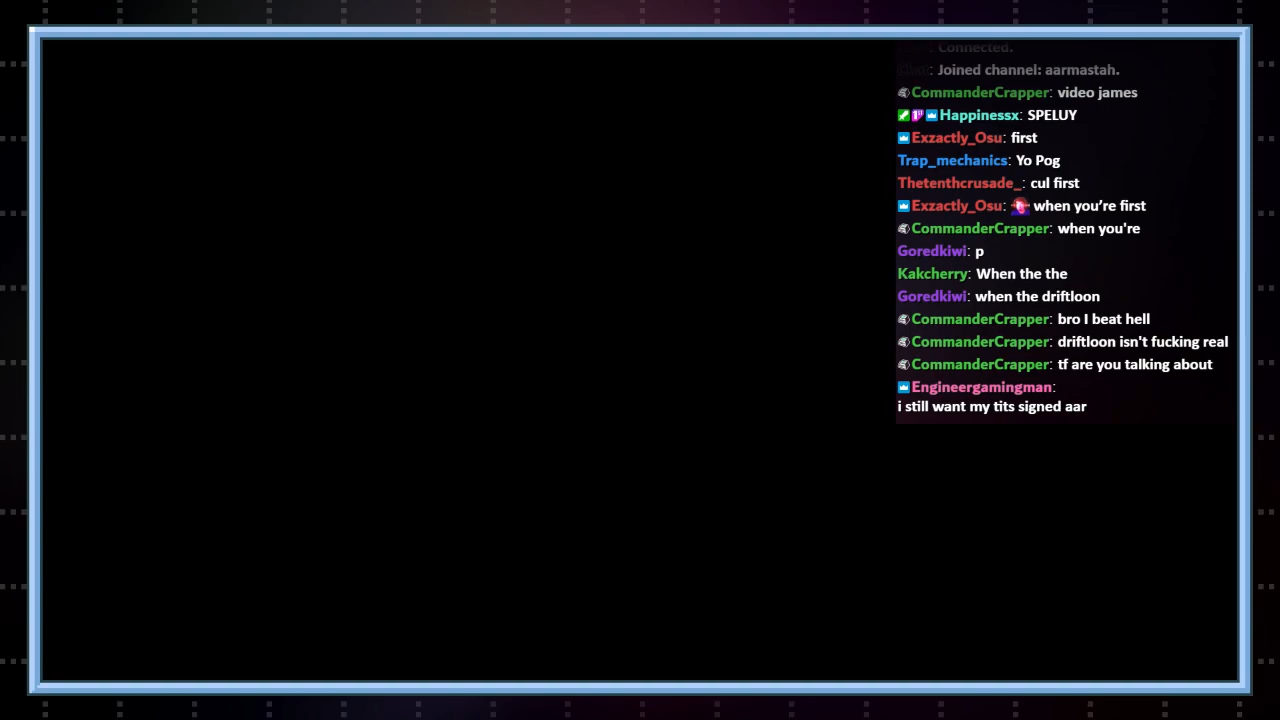 Connected.
: Joined channel: aarmastah.
CommanderCrapper: video james
Happinessx: SPELUY
Exzactly_Osu: first
Trap_mechanics: Yo Pog
Thetenthcrusade_: cul first
Exzactly_Osu: when you’re first
CommanderCrapper: when you're
Goredkiwi: p
Kakcherry: When the the
Goredkiwi: when the driftloon
CommanderCrapper: bro I beat hell
CommanderCrapper: driftloon isn't fucking real
CommanderCrapper: tf are you talking about
Engineergamingman:
i still want my tits signed aar